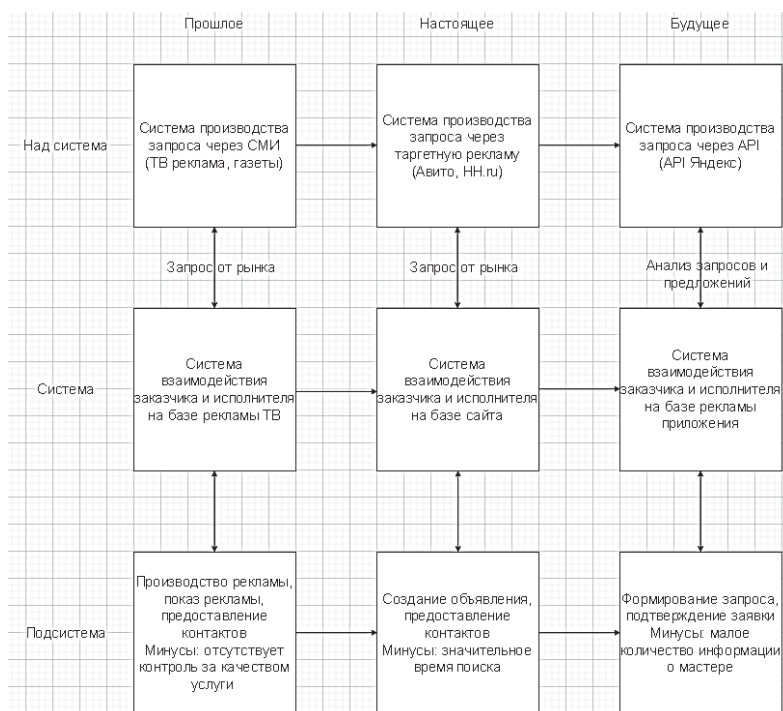 Прошлое
Настоящее
Будущее
Над система
Система производства
запроса через СМИ
(ТВ реклама, газеты)
Система производства
запроса через
таргетную рекламу
(Авито, HH.ru)
Система производства
запроса через API
(API Яндекс)
Запрос от рынка
Запрос от рынка
Анализ запросов и
предложений
Система
Система
взаимодействия
заказчика и исполнителя
на базе рекламы ТВ
Система
взаимодействия
заказчика и исполнителя
на базе сайта
Система
взаимодействия
заказчика и исполнителя
на базе рекламы
приложения
Подсистема
Производство рекламы,
показ рекламы,
предоставление
контактов
Минусы: отсутствует
контроль за качеством
услуги
Создание объявления,
предоставление
контактов
Минусы: значительное
время поиска
Формирование запроса,
подтверждение заявки
Минусы: малое
количество информации
о мастере